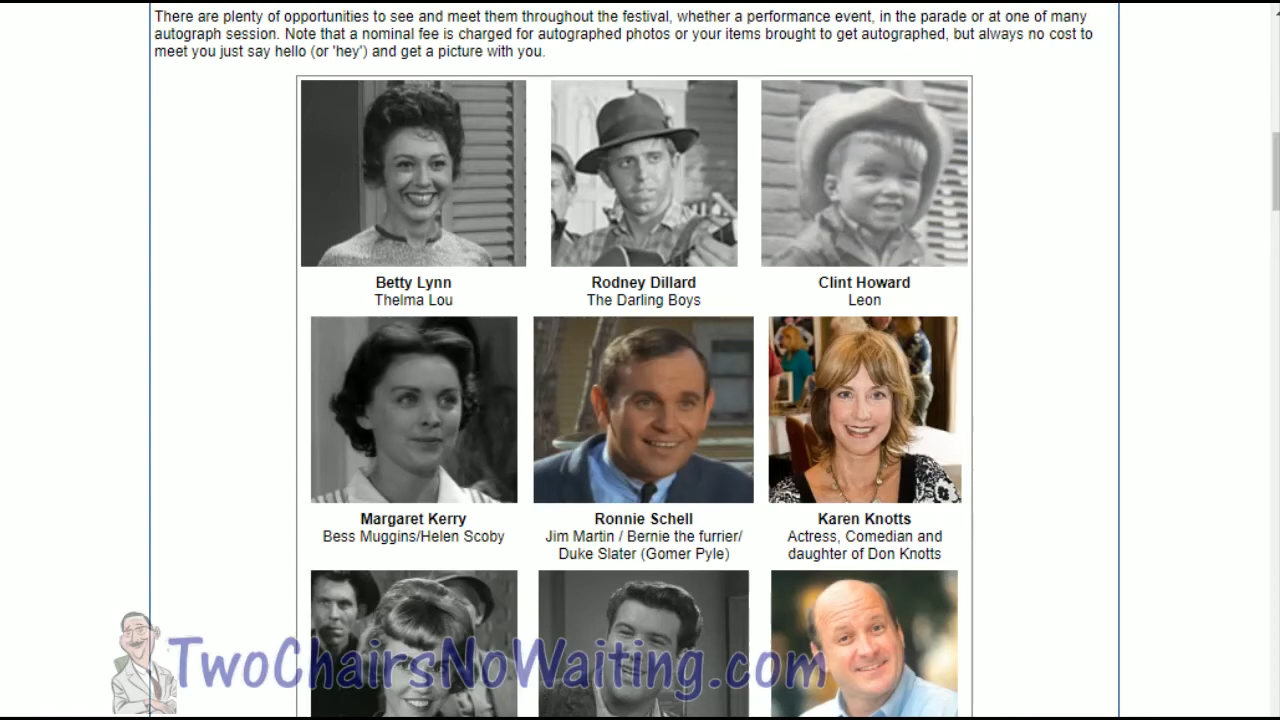 There are plenty of opportunities to see and meet them throughout the festival, whether a performance event, in the parade or at one of many
autograph session. Note that a nominal fee is charged for autographed photos or your items brought to get autographed, but always no cost to
meet you just say hello (or 'hey') and get a picture with you.
Betty Lynn
Thelma Lou
Rodney Dillard
The Darling Boys
Clint Howard
Leon
Margaret Kerry
Bess Muggins/Helen Scoby
Ronnie Schell
Jim Martin / Bernie the furrier/
Duke Slater (Gomer Pyle)
Karen Knotts
Actress, Comedian and
daughter of Don Knotts
TwoChairsNoWaiting.com